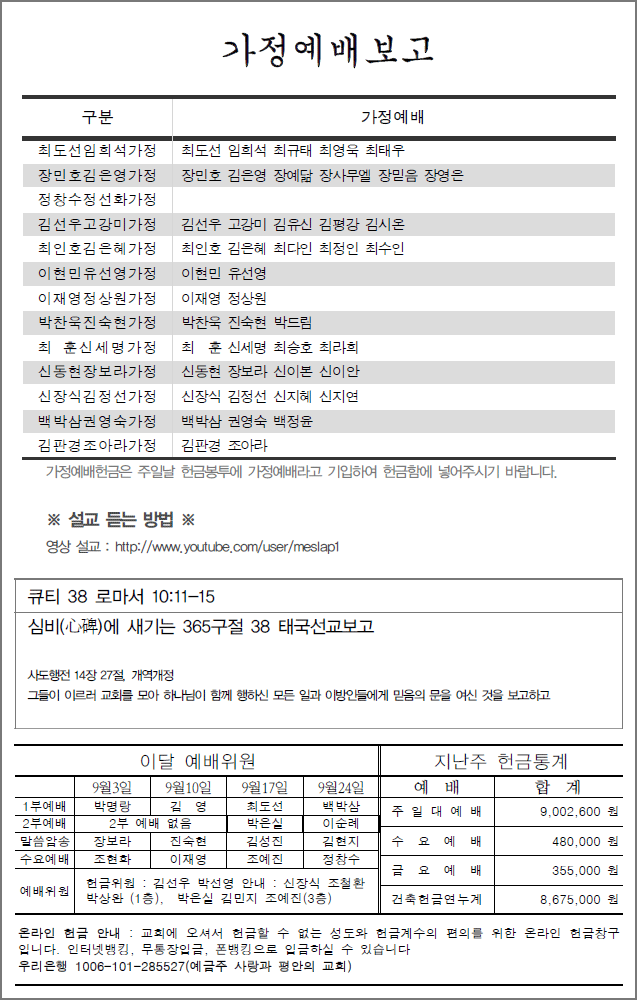 가정예배보고
구분 가정예배
최도선임희석가정 최도선 임희석 최규태 최영욱 최태우
장민호김은영가정 장민호 김은영 장예닮 장사무엘 장믿음 장영은
정창수정선화가정
김선우고강미가정 김선우 고강미 김유신 김평강 김시온
최인호김은혜가정 최인호 김은혜 최다인 최정인 최수인
이현민유선영가정 이현민 유선영
이재영정상원가정 이재영 정상원
박찬욱진숙현가정 박찬욱 진숙현 박드림
최 훈신세명가정 최 훈 신세명 최승호 최라희
신동현장보라가정 신동현 장보라 신이본 신이안
신장식김정선가정 신장식 김정선 신지혜 신지연
백박삼권영숙가정 백박삼 권영숙 백정윤
김판경조아라가정 김판경 조아라
가정예배헌금은 주일날 헌금봉투에 가정예배라고 기입하여 헌금함에 넣어주시기 바랍니다.
※ 설교 듣는 방법 ※
영상 설교 : http://www.youtube.com/user/meslap1
큐티 38 로마서 10:11-15
심비(心碑)에 새기는 365구절 38 태국선교보고
사도행전 14장 27절, 개역개정
그들이 이르러 교회를 모아 하나님이 함께 행하신 모든 일과 이방인들에게 믿음의 문을 여신 것을 보고하고
이달 예배위원
9월3일 9월10일 9월17일 9월24일
1부예배 박명랑 김 영 최도선 백박삼
2부예배 2부 예배 없음 박은실 이순례
말씀암송 장보라 진숙현 김성진 김현지
수요예배 조현화 이재영 조예진 정창수
예배위원 헌금위원 : 김선우 박선영 안내 : 신장식 조철환
박상완 (1층), 박은실 김민지 조예진(3층)
지난주 헌금통계
예 배 합 계
주 일 대 예 배 9,002,600 원
수 요 예 배 480,000 원
금 요 예 배 355,000 원
건축헌금연누계 8,675,000 원
온라인 헌금 안내 : 교회에 오셔서 헌금할 수 없는 성도와 헌금계수의 편의를 위한 온라인 헌금창구
입니다. 인터넷뱅킹, 무통장입금, 폰뱅킹으로 입금하실 수 있습니다
우리은행 1006-101-285527(예금주 사랑과 평안의 교회)